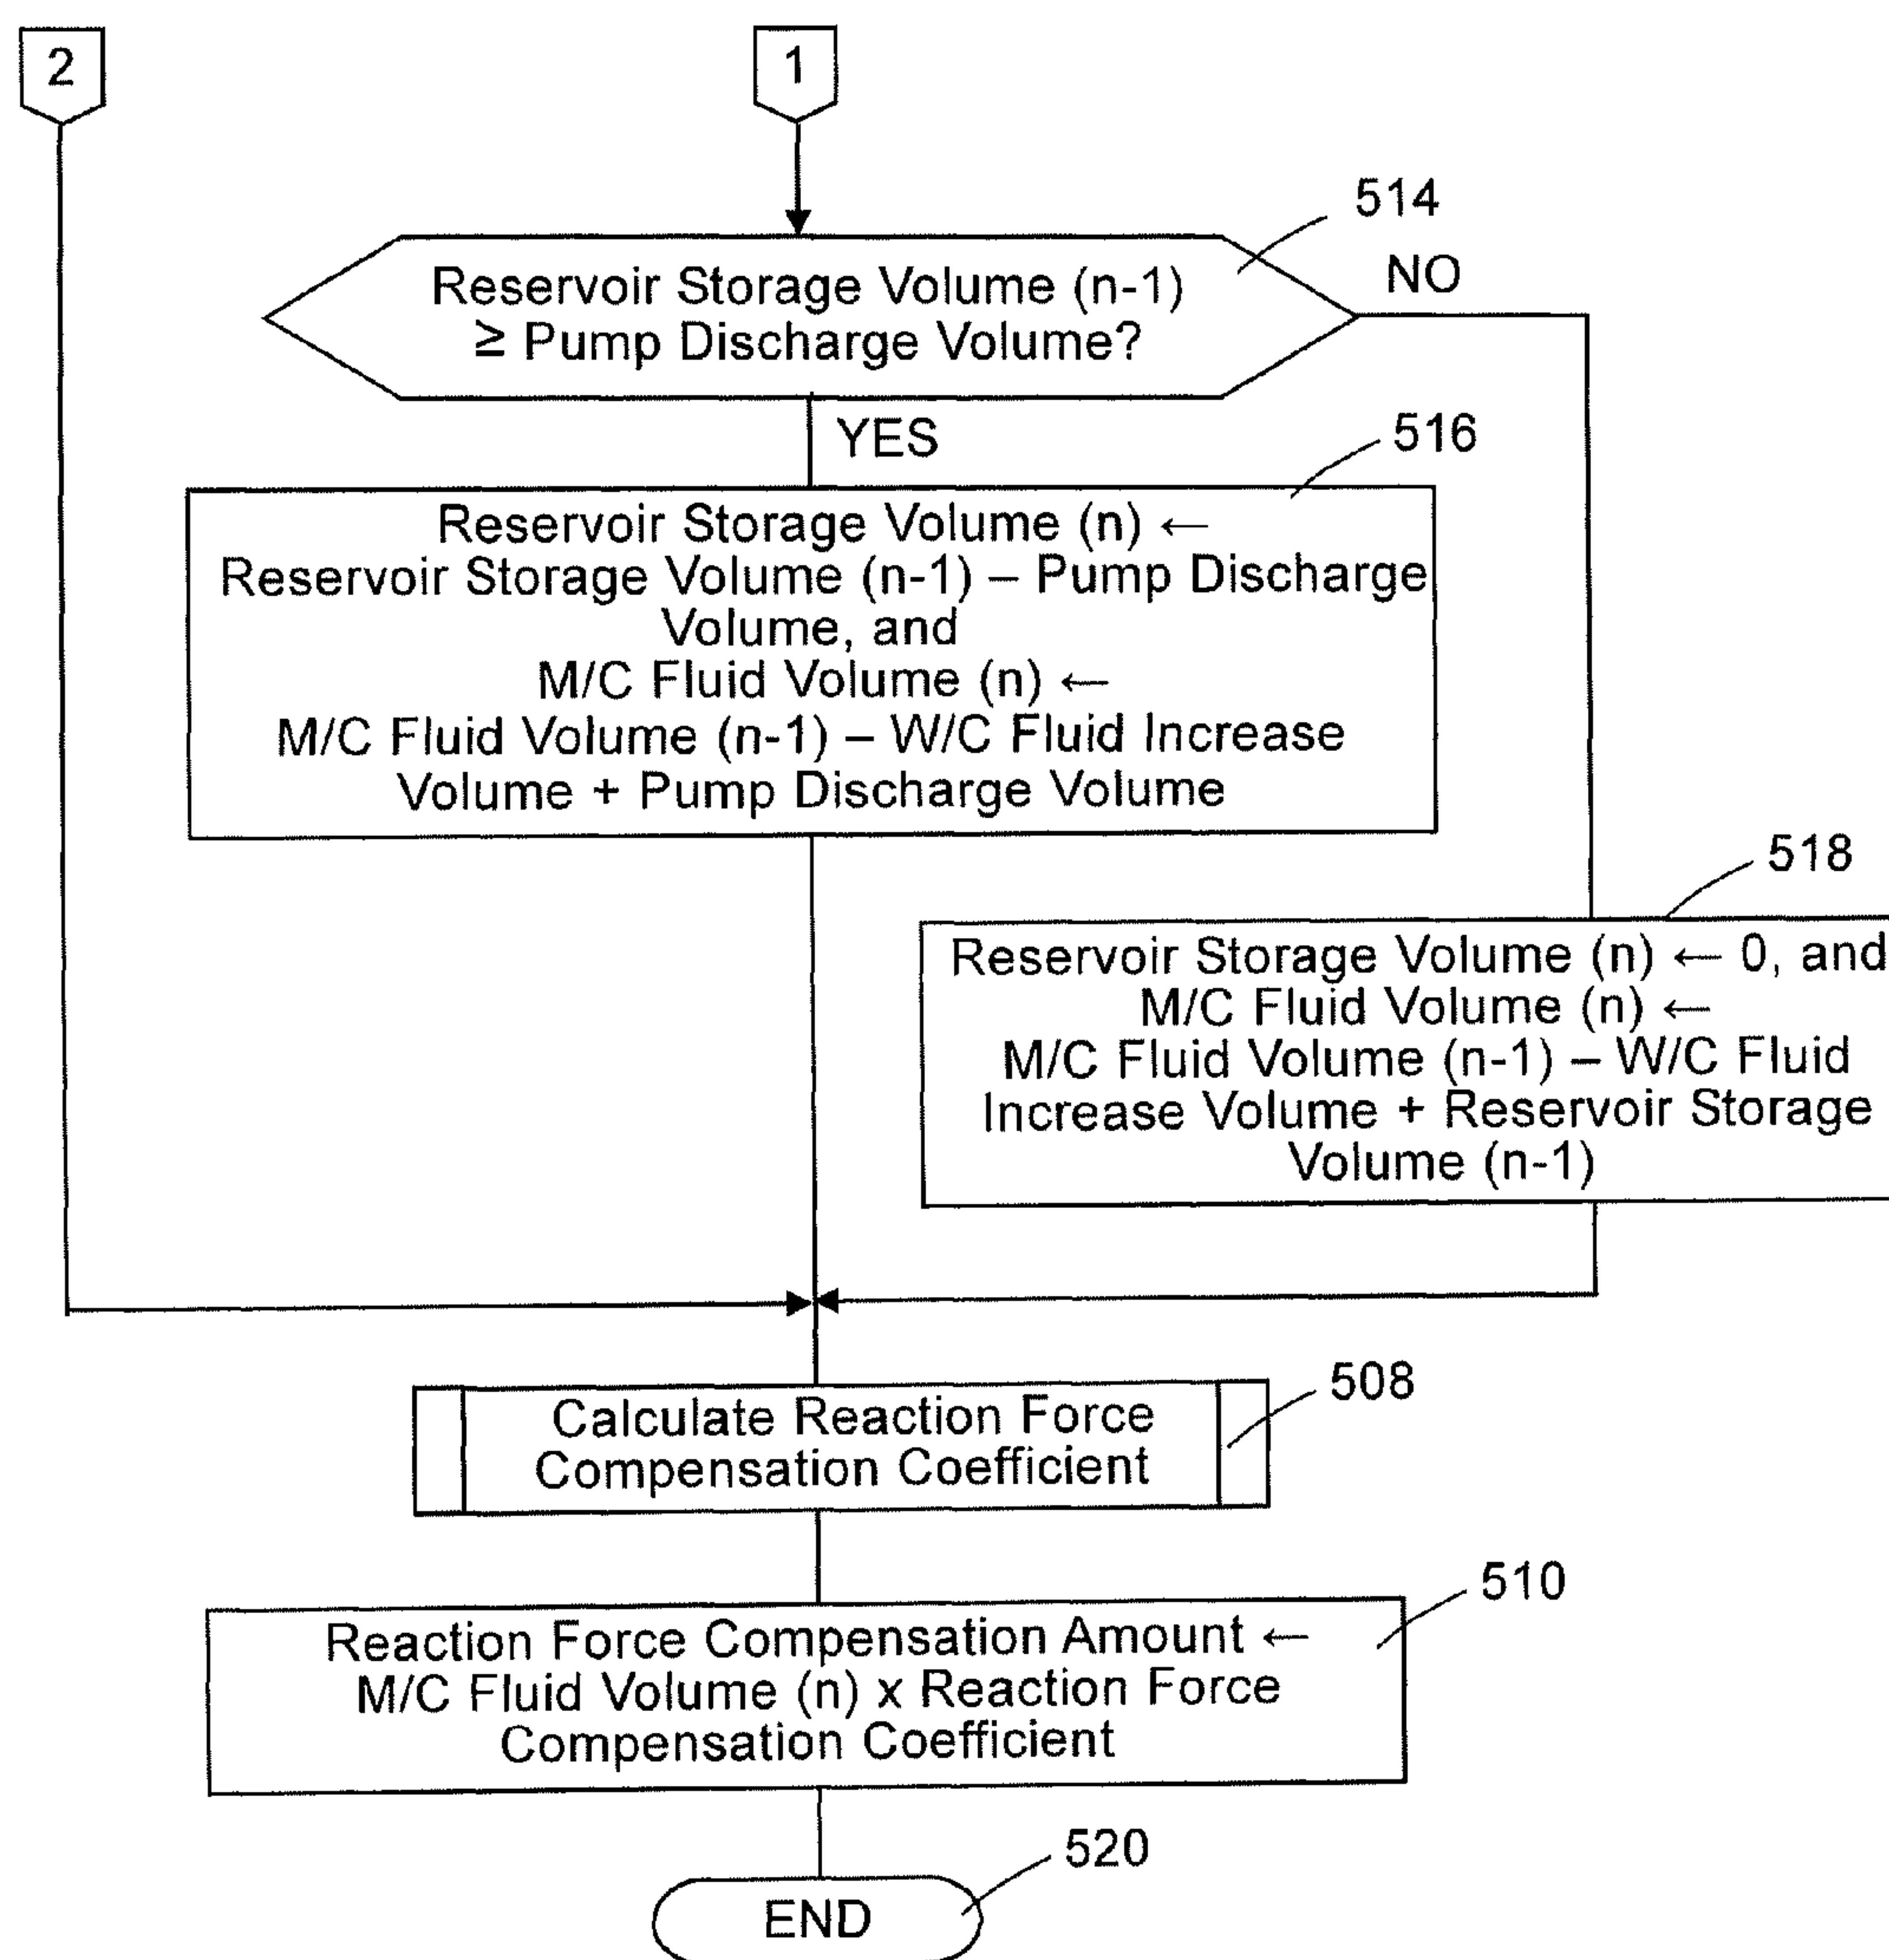 2
1
514
Reservoir Storage Volume (n-1)
≥ Pump Discharge Volume?
NO
YES
516
Reservoir Storage Volume (n) ←
Reservoir Storage Volume (n-1) – Pump Discharge
Volume, and
M/C Fluid Volume (n) ←
M/C Fluid Volume (n-1) – W/C Fluid Increase
Volume + Pump Discharge Volume
518
Reservoir Storage Volume (n) ← 0, and
M/C Fluid Volume (n) ←
M/C Fluid Volume (n-1) – W/C Fluid
Increase Volume + Reservoir Storage
Volume (n-1)
508
Calculate Reaction Force
Compensation Coefficient
510
Reaction Force Compensation Amount ←
M/C Fluid Volume (n) x Reaction Force
Compensation Coefficient
520
END